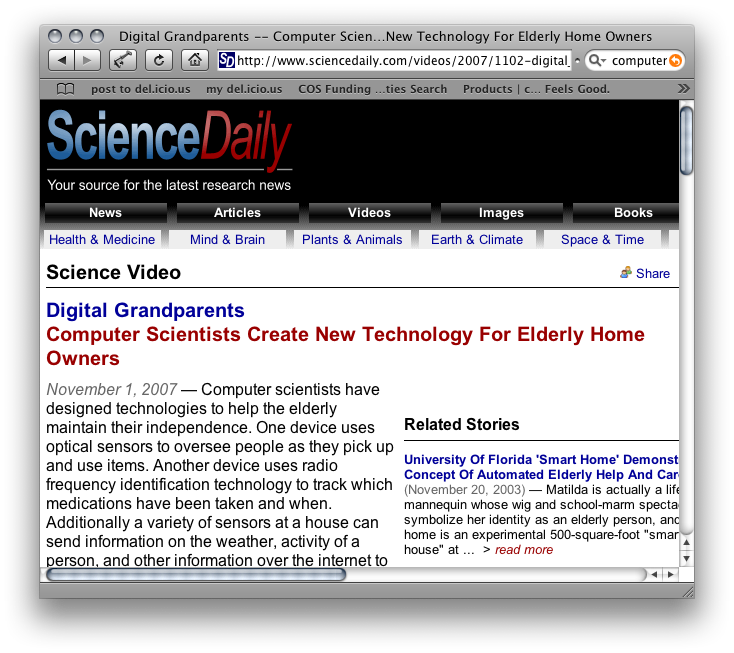 Digital Grandparents -- Computer Scien...New Technology For Elderly Home Owners
SD http://www.sciencedaily.com/videos/2007/1102-digital_
computer
post to del.icio.us my del.icio.us COS Funding ...ties Search Products | c... Feels Good.
ScienceDaily
Your source for the latest research news
News Articles Videos Images Books
Health & Medicine Mind & Brain Plants & Animals Earth & Climate Space & Time
Science Video
Share
Digital Grandparents
Computer Scientists Create New Technology For Elderly Home
Owners
November 1, 2007 — Computer scientists have
designed technologies to help the elderly
maintain their independence. One device uses
optical sensors to oversee people as they pick up
and use items. Another device uses radio
frequency identification technology to track which
medications have been taken and when.
Additionally a variety of sensors at a house can
send information on the weather, activity of a
person, and other information over the internet to
Related Stories
University Of Florida 'Smart Home' Demonst
Concept Of Automated Elderly Help And Car
(November 20, 2003) — Matilda is actually a life
mannequin whose wig and school-marm specta
symbolize her identity as an elderly person, and
home is an experimental 500-square-foot "smar
house" at ... > read more